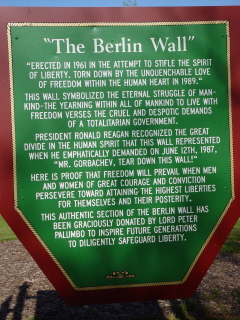 "The Berlin Wall"
"ERECTED IN 1961 IN THE ATTEMPT TO STIFLE THE SPIRIT
OF LIBERTY. TORN DOWN BY THE UNQUENCHABLE LOVE
OF FREEDOM WITHIN THE HUMAN HEART IN 1989."
THIS WALL SYMBOLIZED THE ETERNAL STRUGGLE OF MAN-
KIND-THE YEARNING WITHIN ALL OF MANKIND TO LIVE WITH
FREEDOM VERSES THE CRUEL AND DESPOTIC DEMANDS
OF A TOTALITARIAN GOVERNMENT.
PRESIDENT RONALD REAGAN RECOGNIZED THE GREAT
DIVIDE IN THE HUMAN SPIRIT THAT THIS WALL REPRESENTED
WHEN HE EMPHATICALLY DEMANDED ON JUNE 12TH, 1987,
"MR. GORBACHEV, TEAR DOWN THIS WALL!"
HERE IS PROOF THAT FREEDOM WILL PREVAIL WHEN MEN
AND WOMEN OF GREAT COURAGE AND CONVICTION
PERSEVERE TOWARD ATTAINING THE HIGHEST LIBERTIES
FOR THEMSELVES AND THEIR POSTERITY.
THIS AUTHENTIC SECTION OF THE BERLIN WALL HAS
BEEN GRACIOUSLY DONATED BY LORD PETER
PALUMBO TO INSPIRE FUTURE GENERATIONS
TO DILIGENTLY SAFEGUARD LIBERTY.